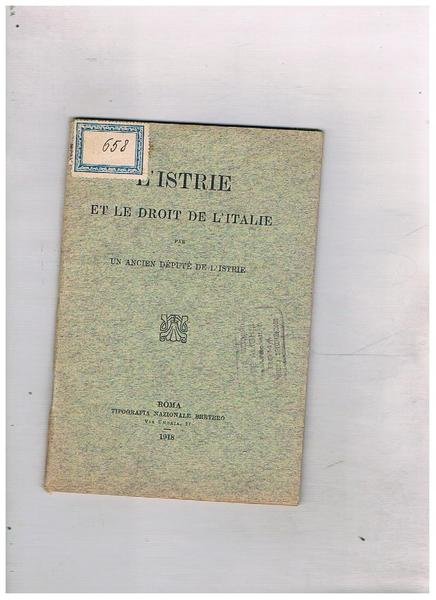 658
L'ISTRIE
ET LE DROIT DE L'ITALIE
PAR
UN ANCIEN DÉPUTÉ DE L'ISTRIE
ROMA
TIPOGRAFIA NAZIONALE BERTERO
VIA UMBRIA,
1918